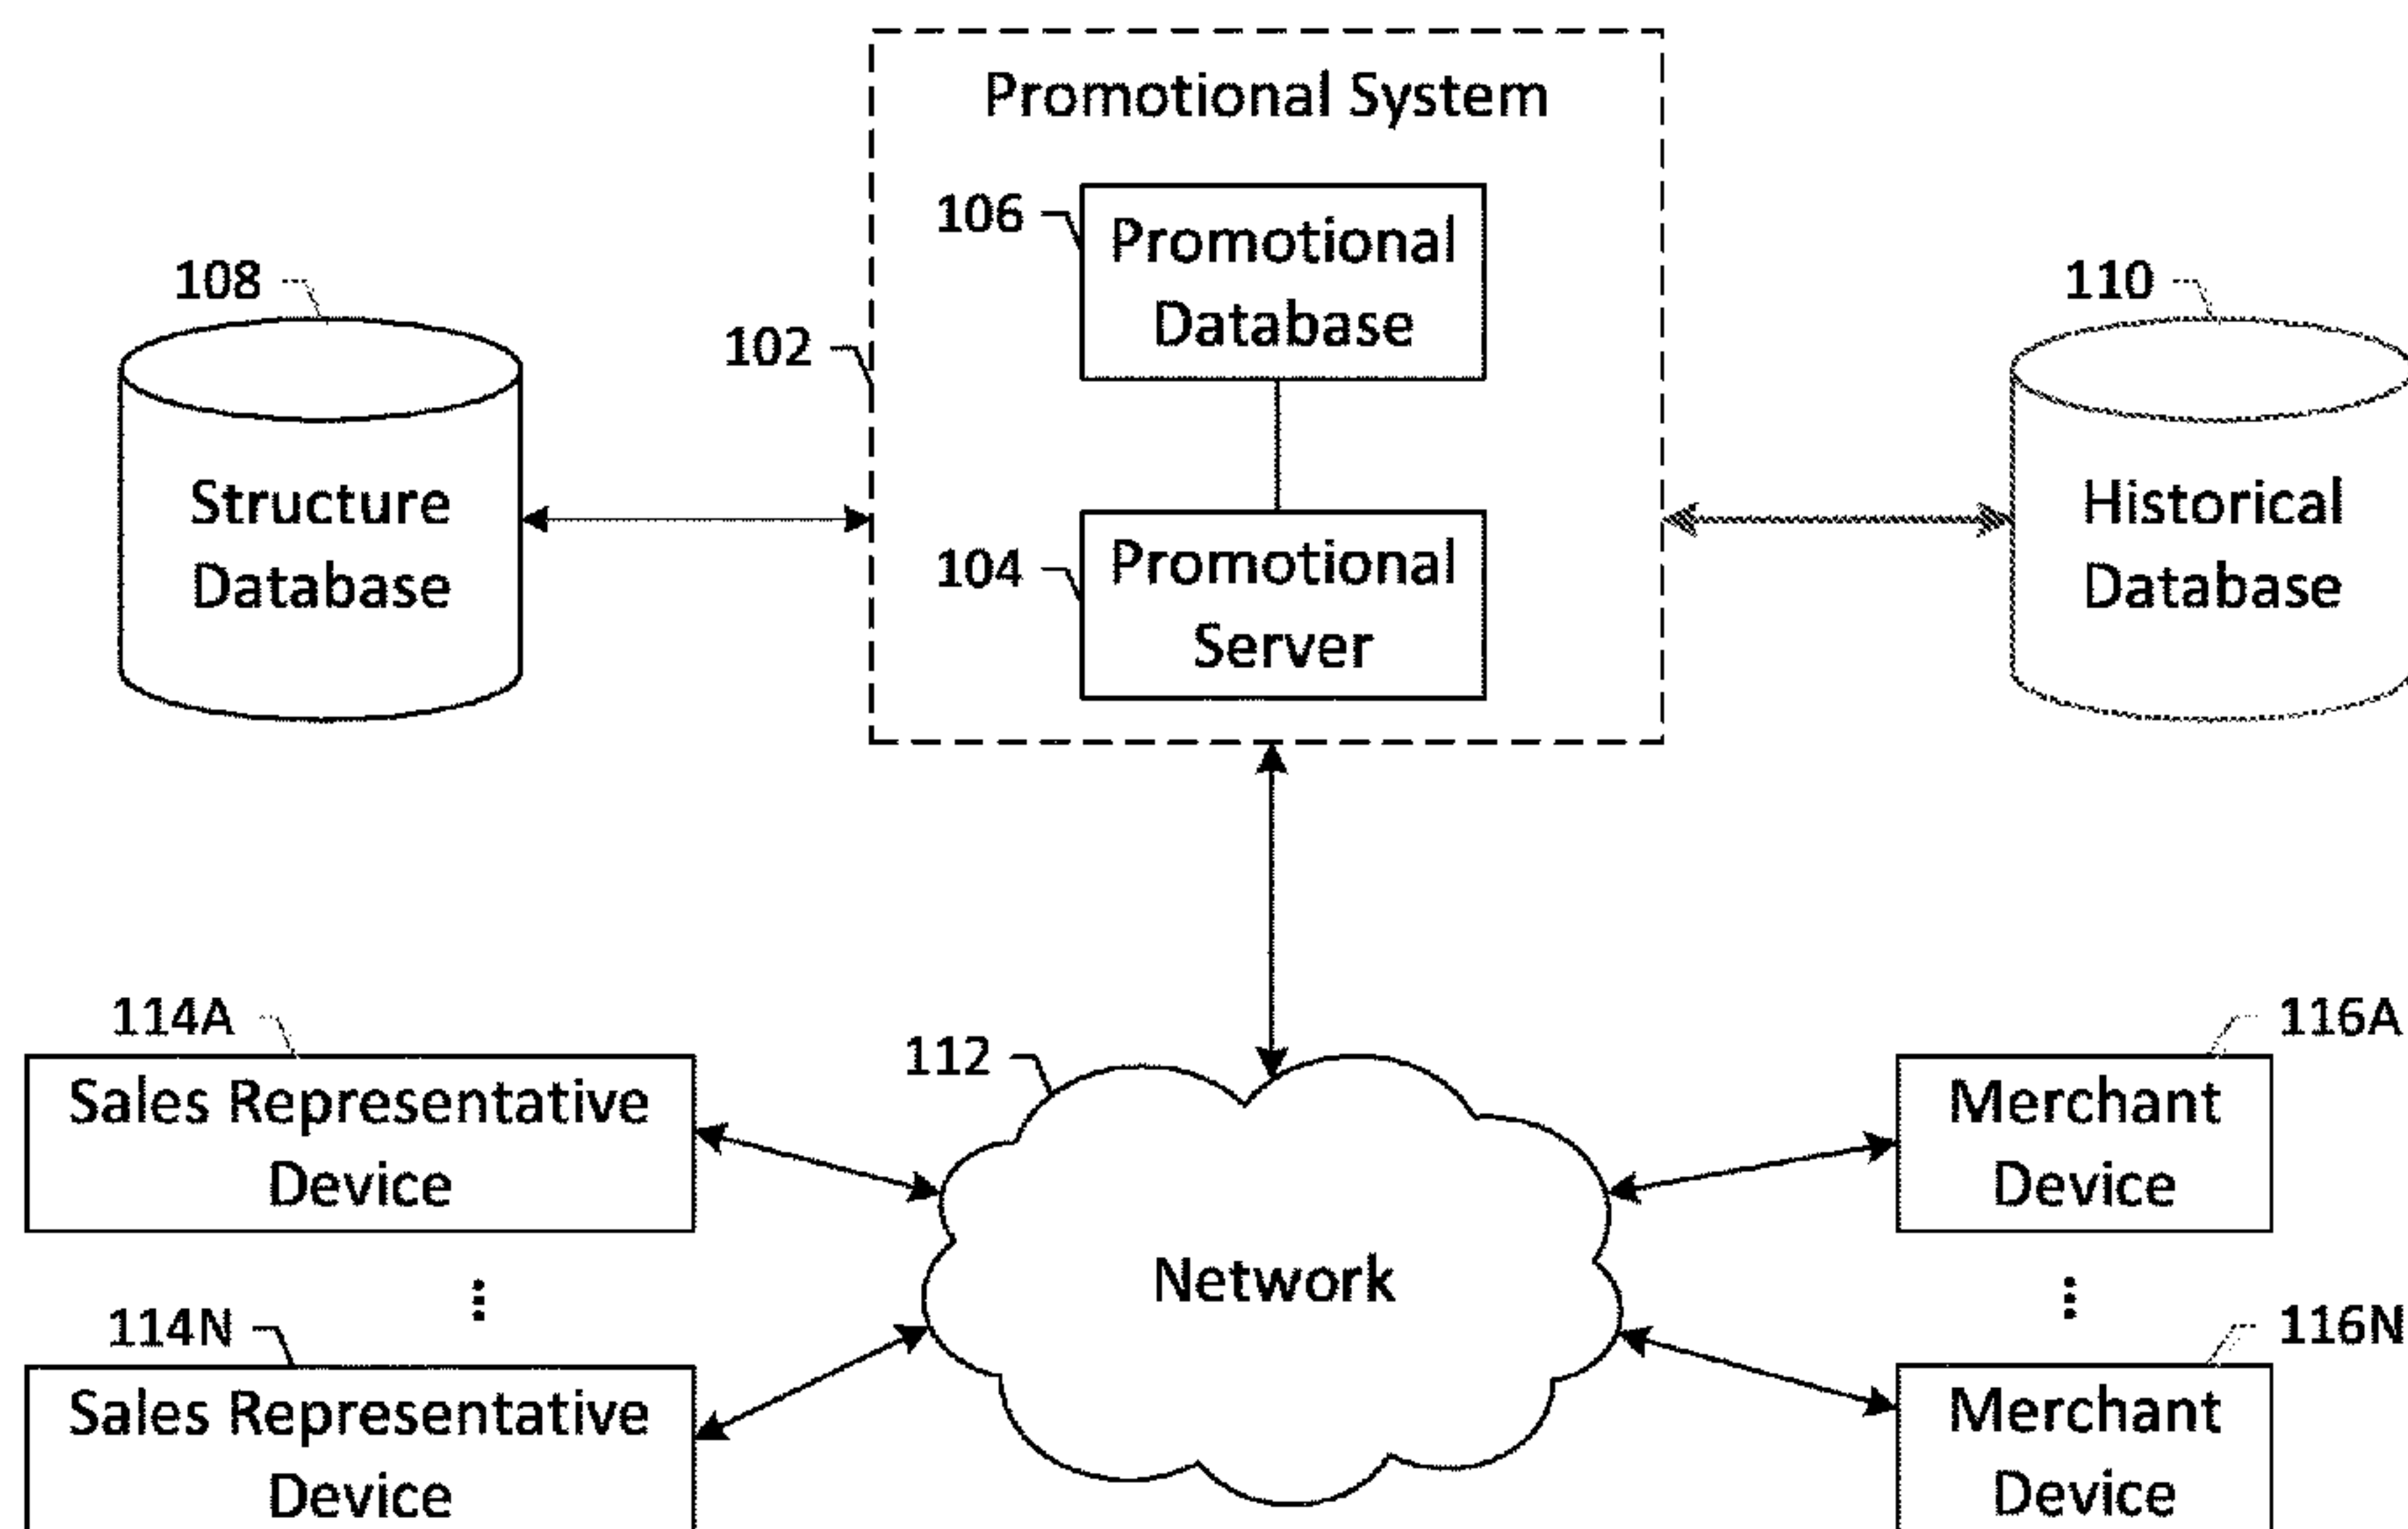 Promotional System
106
Promotional
Database
108
110
102
Structure
Database
Historical
Database
104
Promotional
Server
114A
116A
112
Sales Representative
Device
Merchant
Device
Network
114N
116N
Sales Representative
Device
Merchant
Device